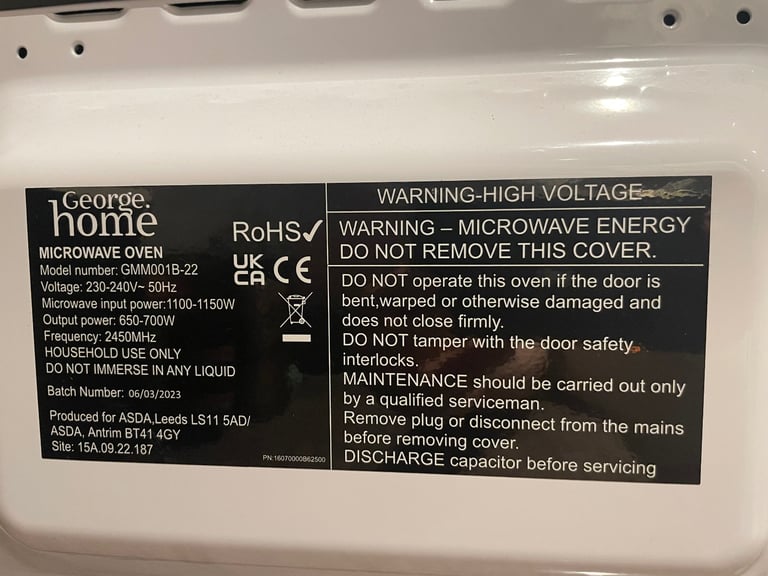 George.
home
RoHS✓
UK
CA CE
MICROWAVE OVEN
Model number: GMM001B-22
Voltage: 230-240V~ 50Hz
Microwave input power:1100-1150W
Output power: 650-700W
Frequency: 2450MHz
HOUSEHOLD USE ONLY
DO NOT IMMERSE IN ANY LIQUID
Batch Number: 06/03/2023
Produced for ASDA,Leeds LS11 5AD/
ASDA, Antrim BT41 4GY
Site: 15A.09.22.187
PN:16070000B62500
WARNING-HIGH VOLTAGE
WARNING – MICROWAVE ENERGY
DO NOT REMOVE THIS COVER.
DO NOT operate this oven if the door is
bent,warped or otherwise damaged and
does not close firmly.
DO NOT tamper with the door safety
interlocks.
MAINTENANCE should be carried out only
by a qualified serviceman.
Remove plug or disconnect from the mains
before removing cover.
DISCHARGE capacitor before servicing